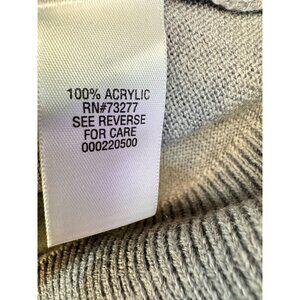 100% ACRYLIC
RN#73277
SEE REVERSE
FOR CARE
000220500